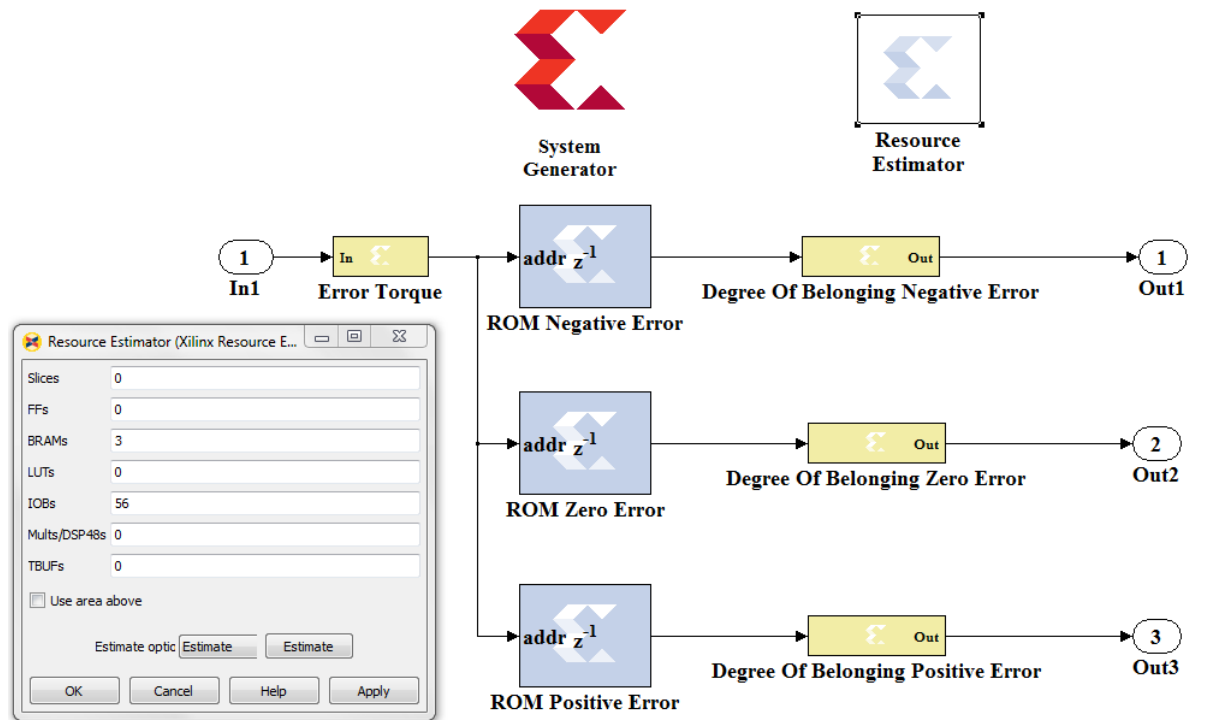 System
Generator
Resource
Estimator
1
In1
In
Error Torque
addr z-1
ROM Negative Error
Out
Degree Of Belonging Negative Error
1
Out1
addr z-1
ROM Zero Error
Out
Degree Of Belonging Zero Error
2
Out2
addr z-1
ROM Positive Error
Out
Degree Of Belonging Positive Error
3
Out3
Resource Estimator (Xilinx Resource E...
Slices 0
FFs 0
BRAMs 3
LUTs 0
IOBs 56
Mults/DSP48s 0
TBUFs 0
Use area above
Estimate optic Estimate Estimate
OK Cancel Help Apply